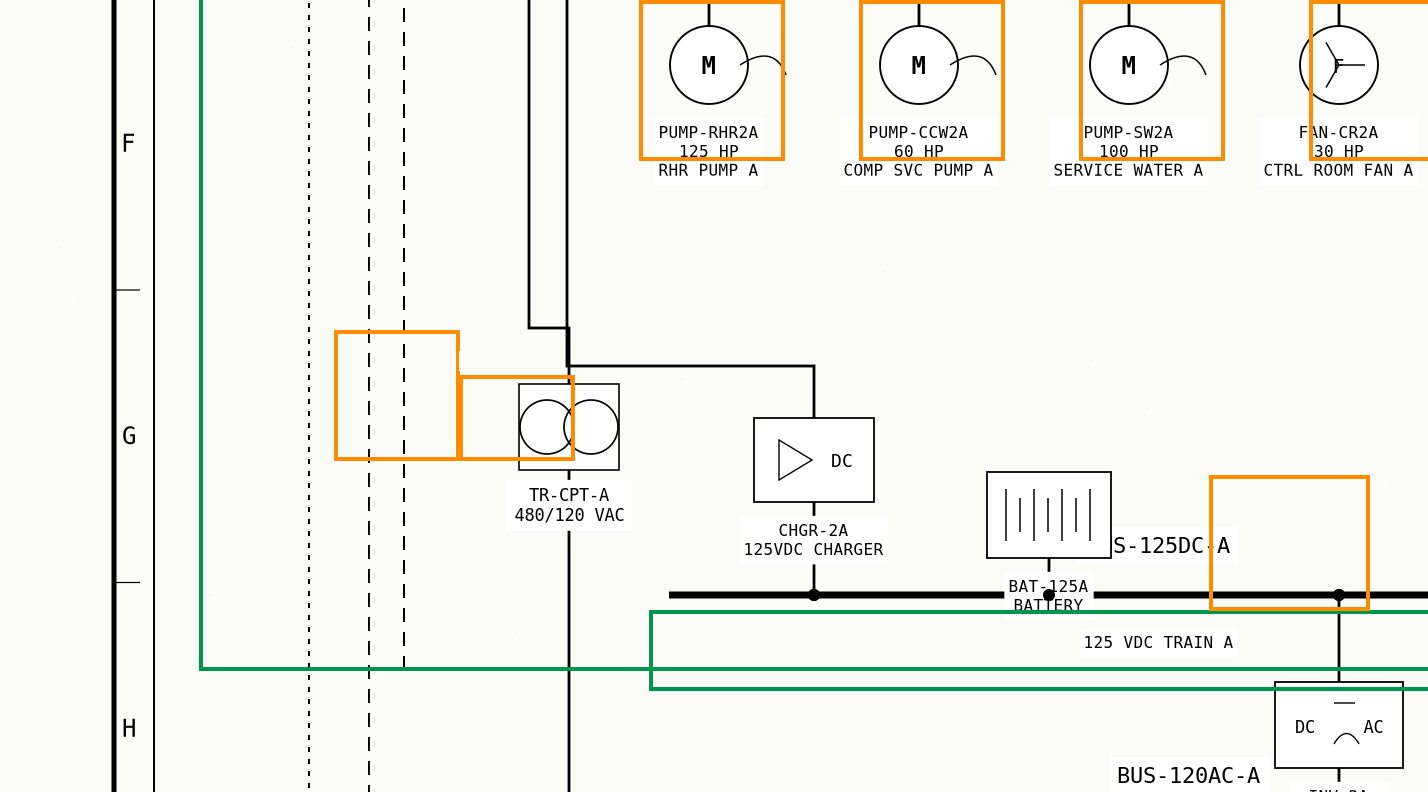 F
M
M
M
F
PUMP-RHR2A
125 HP
RHR PUMP A
PUMP-CCW2A
60 HP
COMP SVC PUMP A
PUMP-SW2A
100 HP
SERVICE WATER A
FAN-CR2A
30 HP
CTRL ROOM FAN A
G
TR-CPT-A
480/120 VAC
DC
CHGR-2A
125VDC CHARGER
S-125DC-A
BAT-125A
BATTERY
125 VDC TRAIN A
H
DC AC
BUS-120AC-A